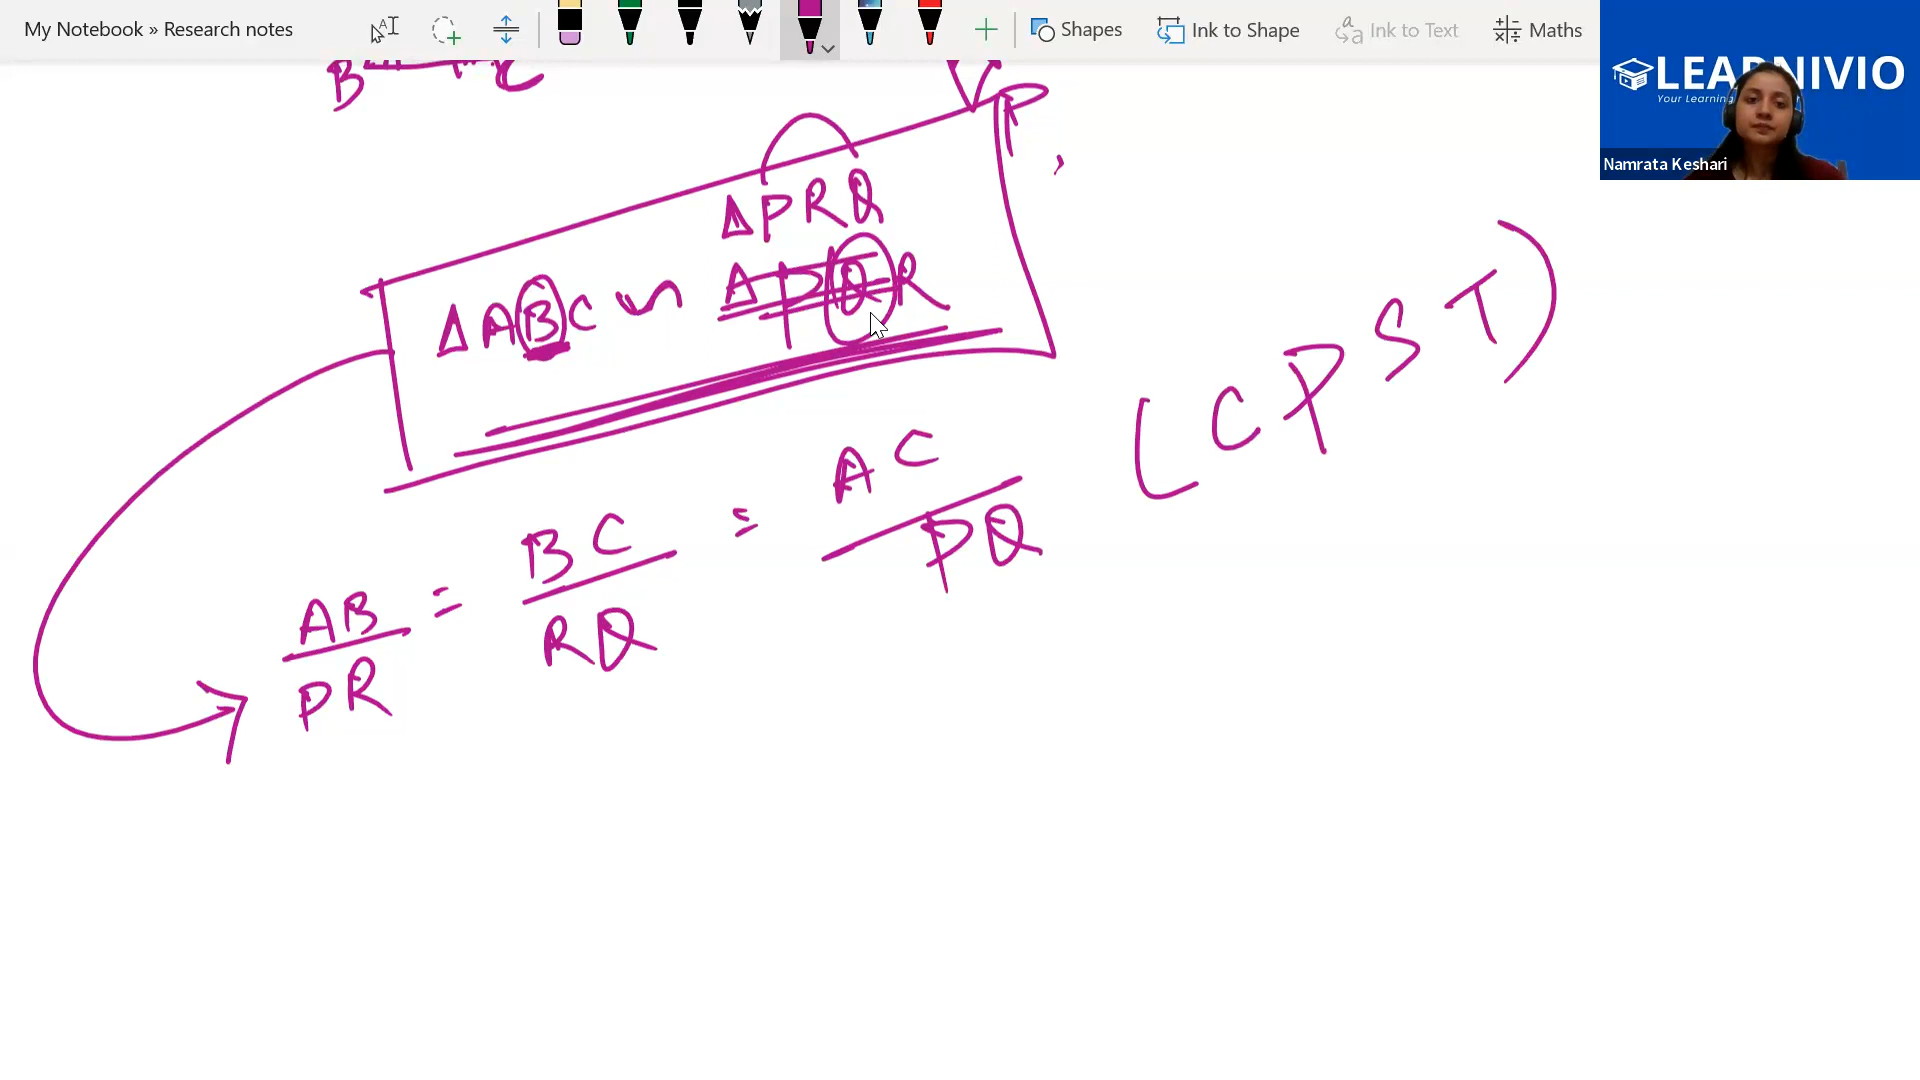 My Notebook » Research notes
Shapes
Ink to Shape
Ink to Text
Maths
LEARNIVIO
Your Learning
Namrata Keshari
B C
P
ΔPRQ
ΔABC ~ ΔPQR
(CPST)
AB/PR = BC/RQ = AC/PQ